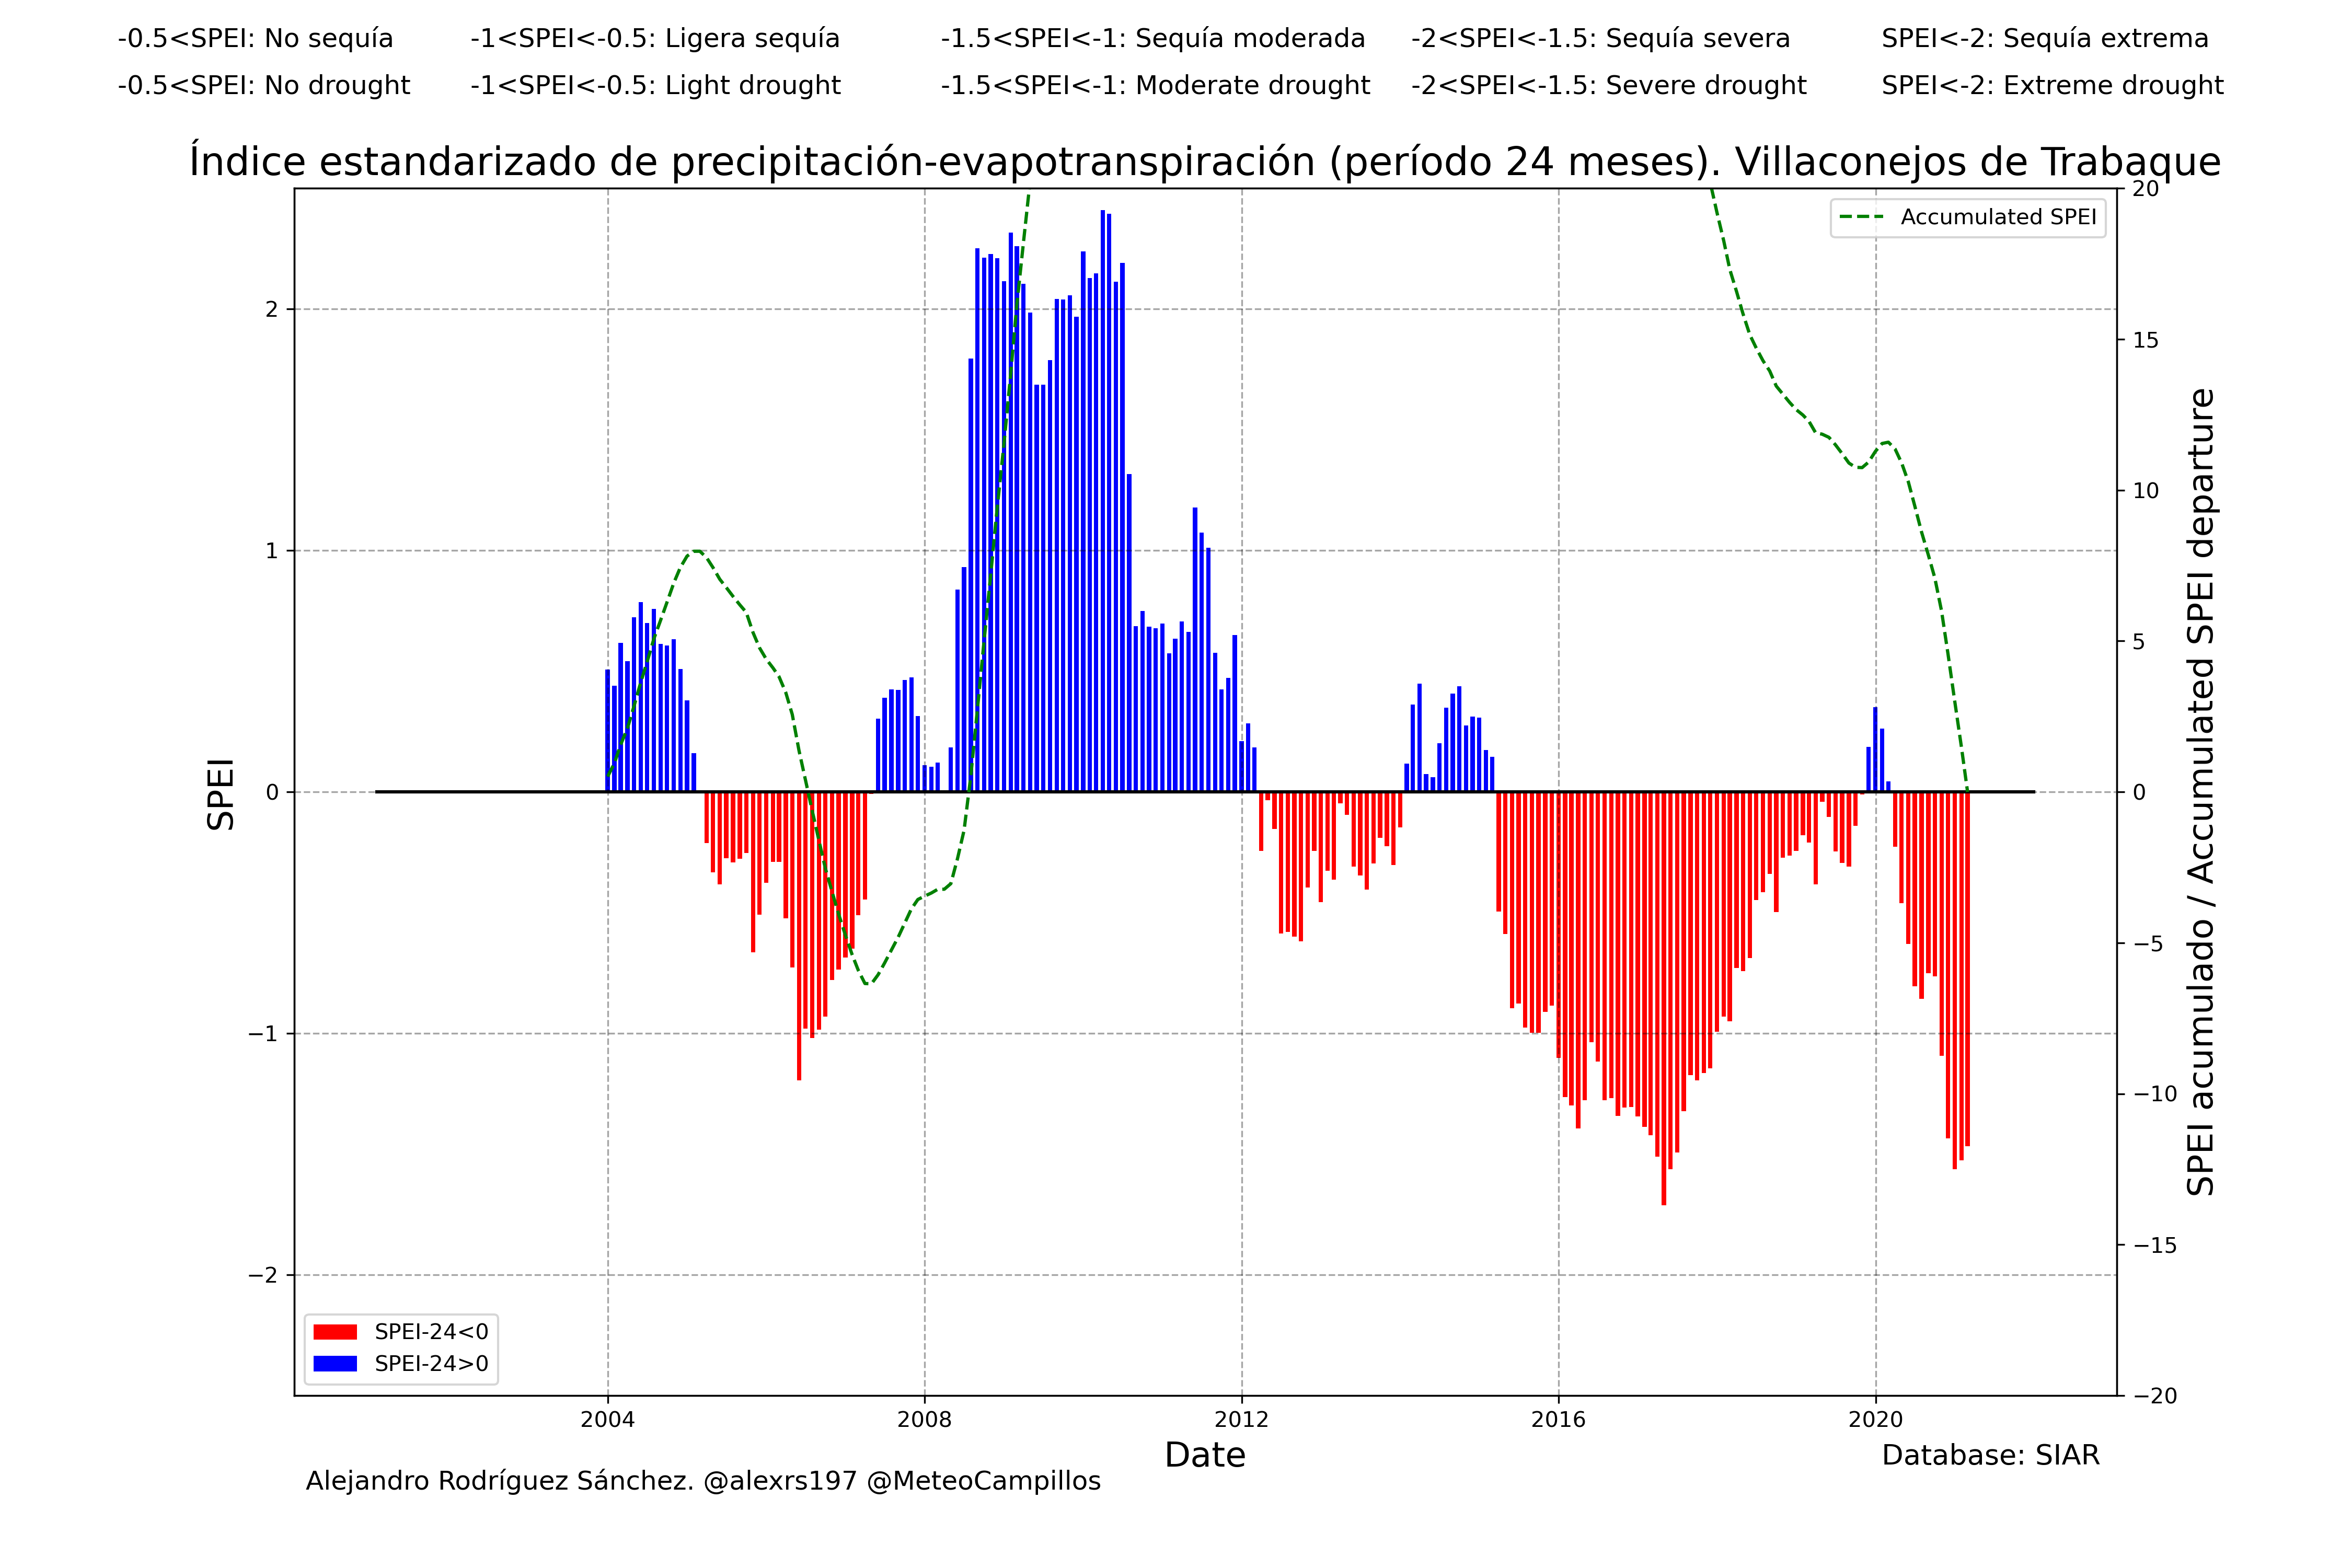 -0.5<SPEI: No sequía -1<SPEI<-0.5: Ligera sequía -1.5<SPEI<-1: Sequía moderada -2<SPEI<-1.5: Sequía severa SPEI<-2: Sequía extrema
-0.5<SPEI: No drought -1<SPEI<-0.5: Light drought -1.5<SPEI<-1: Moderate drought -2<SPEI<-1.5: Severe drought SPEI<-2: Extreme drought
Índice estandarizado de precipitación-evapotranspiración (período 24 meses). Villaconejos de Trabaque
Accumulated SPEI
SPEI
2
1
0
−1
−2
20
15
10
5
0
−5
−10
−15
−20
SPEI acumulado / Accumulated SPEI departure
SPEI-24<0
SPEI-24>0
2004 2008 2012 2016 2020
Date
Database: SIAR
Alejandro Rodríguez Sánchez. @alexrs197 @MeteoCampillos